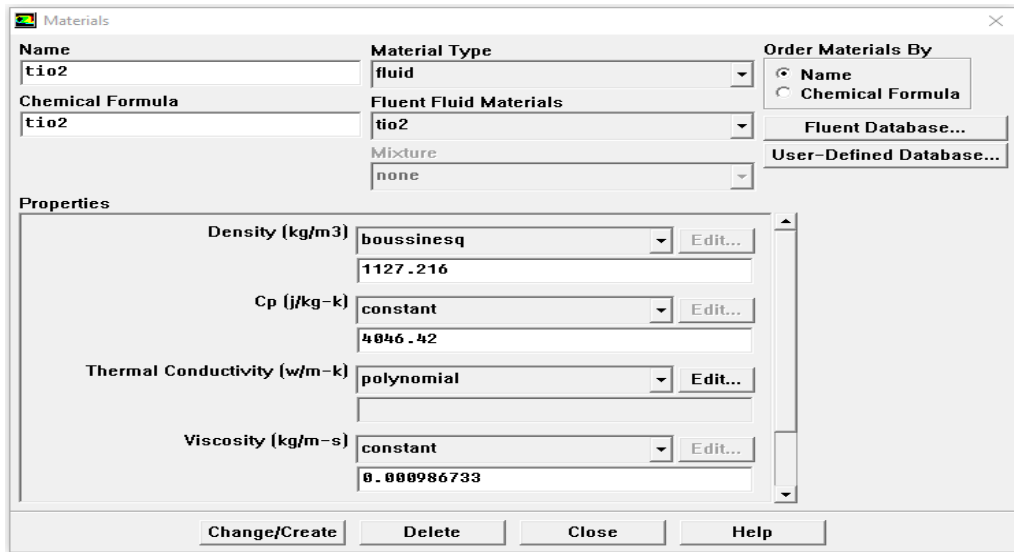 Materials
Name
tio2
Material Type
fluid
Order Materials By
Name
Chemical Formula
Chemical Formula
tio2
Fluent Fluid Materials
tio2
Fluent Database...
Mixture
none
User-Defined Database...
Properties
Density (kg/m3) boussinesq Edit...
1127.216
Cp (j/kg-k) constant Edit...
4046.42
Thermal Conductivity (w/m-k) polynomial Edit...
Viscosity (kg/m-s) constant Edit...
0.000986733
Change/Create Delete Close Help